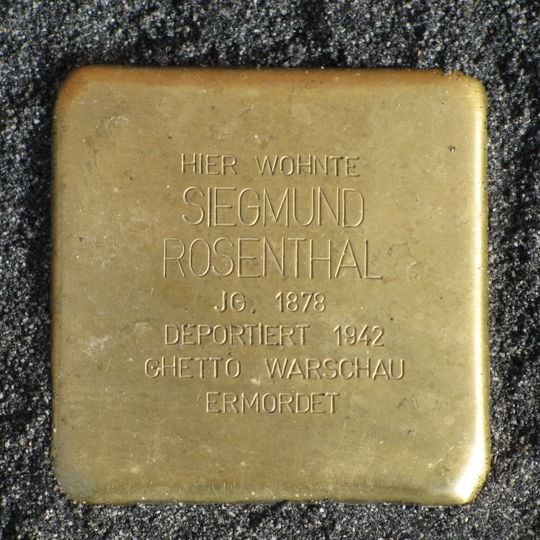 HIER WOHNTE
SIEGMUND
ROSENTHAL
JG. 1878
DEPORTIERT 1942
GHETTO WARSCHAU
ERMORDET